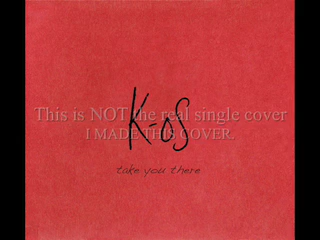 This is NOT the real single cover
I MADE THIS COVER.
K-OS
take you there